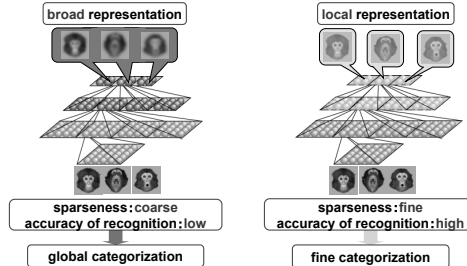 broad representation
sparseness:coarse
accuracy of recognition:low
global categorization
local representation
sparseness:fine
accuracy of recognition:high
fine categorization